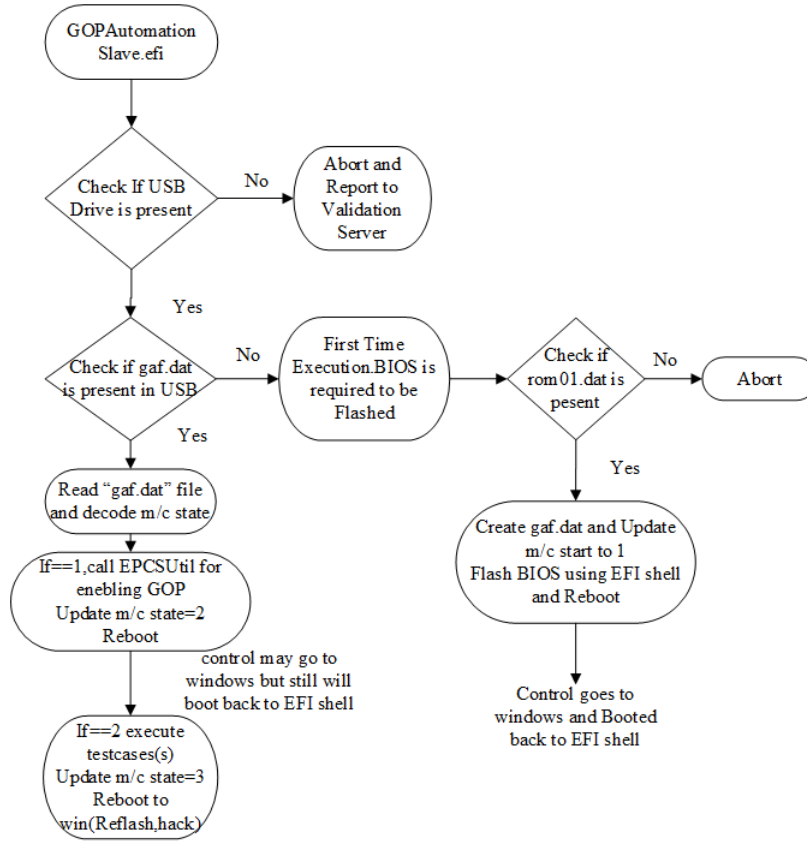 GOPAutomation
Slave.efi
Check If USB
Drive is present
No
Abort and
Report to
Validation
Server
Yes
Check if gaf.dat
is present in USB
No
First Time
Execution.BIOS is
required to be
Flashed
Check if
rom01.dat is
pesent
No
Abort
Yes
Read “gaf.dat” file
and decode m/c state
Yes
Create gaf.dat and Update
m/c start to 1
Flash BIOS using EFI shell
and Reboot
If==1,call EPCSUtil for
enebling GOP
Update m/c state=2
Reboot
control may go to
windows but still will
boot back to EFI shell
Control goes to
windows and Booted
back to EFI shell
If==2 execute
testcases(s)
Update m/c state=3
Reboot to
win(Reflash,hack)